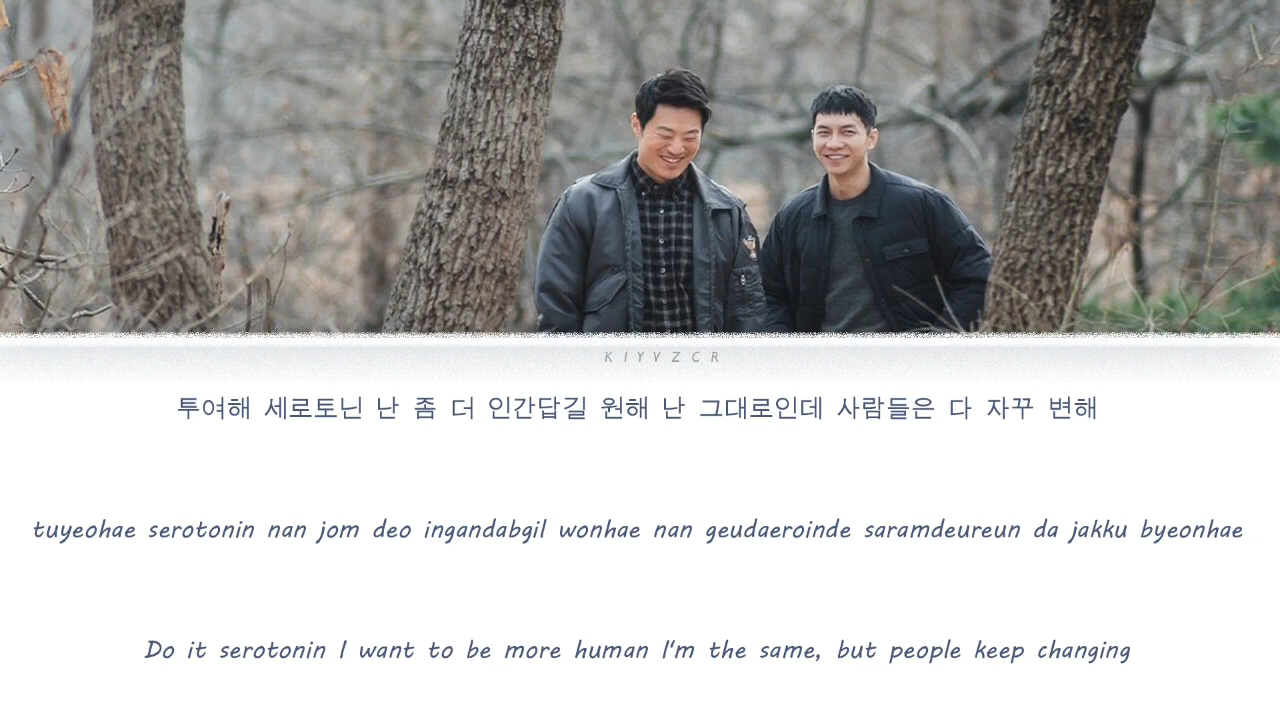 KIYVZCR
투여해 세로토닌 난 좀 더 인간답길 원해 난 그대로인데 사람들은 다 자꾸 변해
tuyeohae serotonin nan jom deo ingandabgil wonhae nan geudaeroinde saramdeureun da jakku byeonhae
Do it serotonin I want to be more human I'm the same, but people keep changing